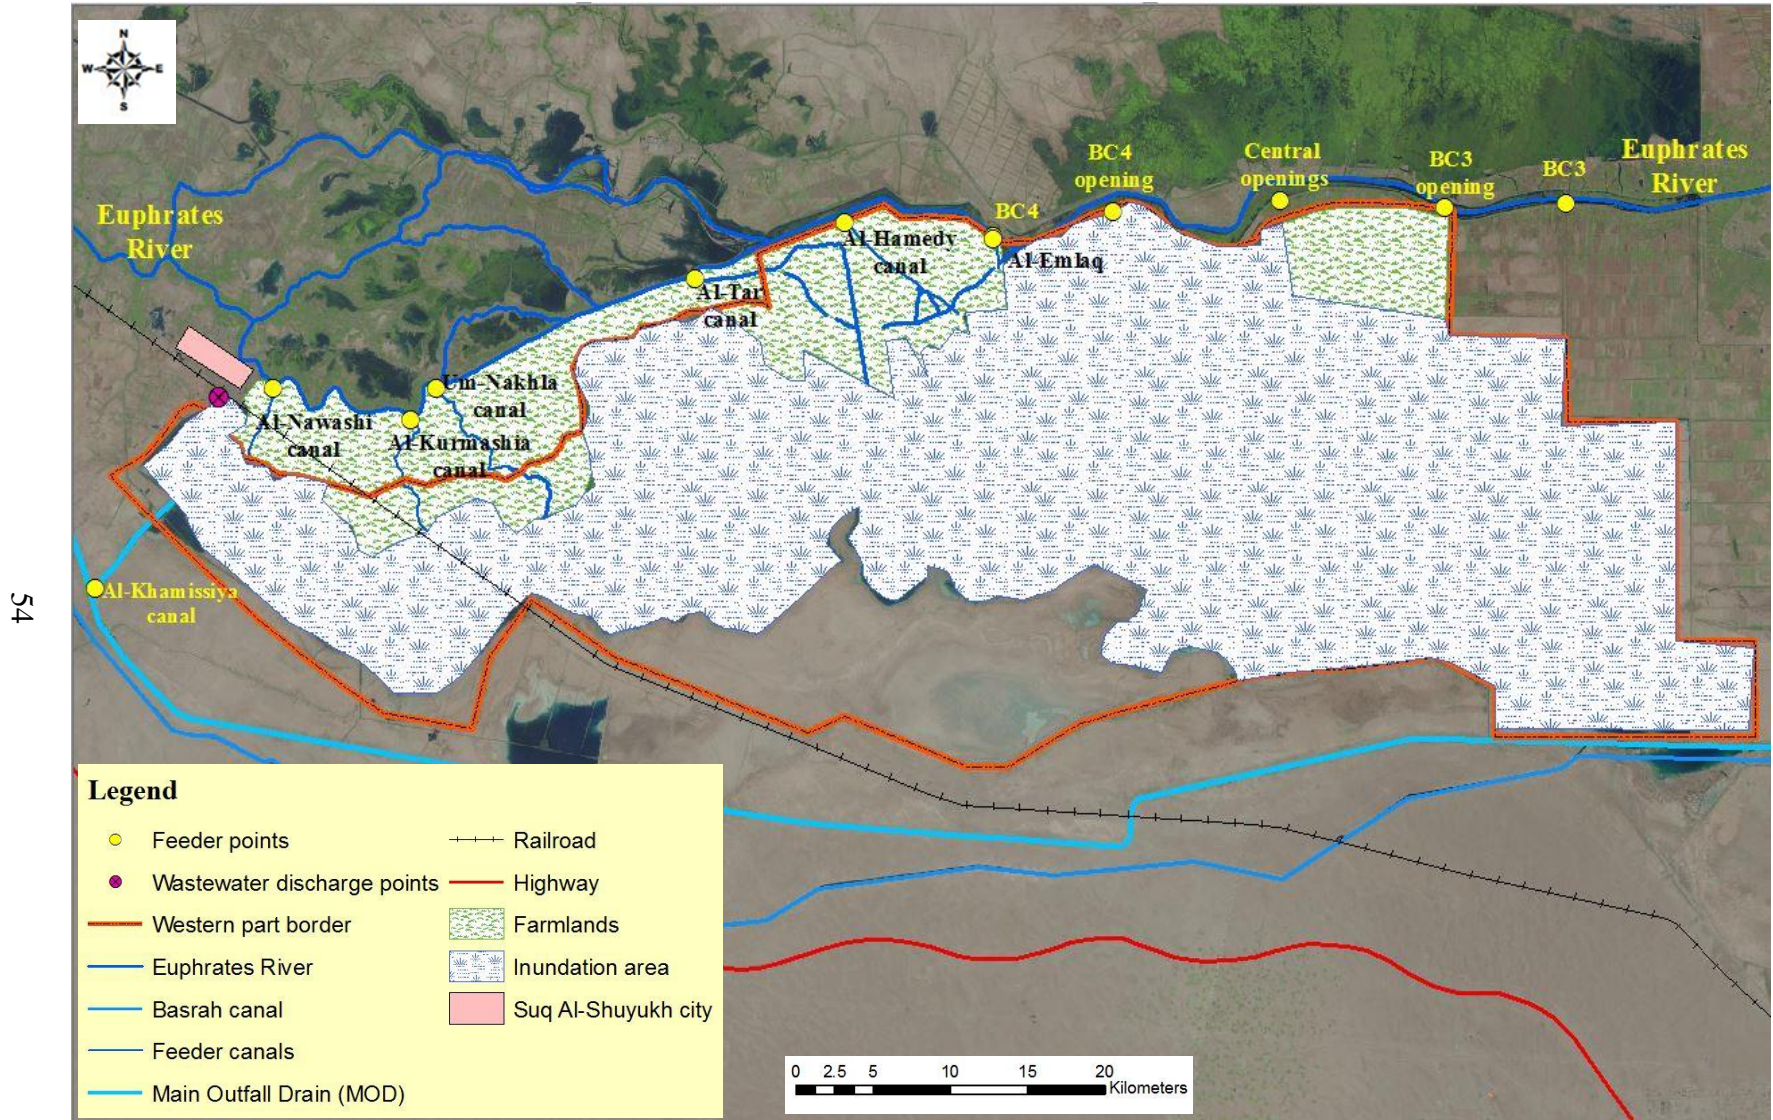 N
W
E
S
Euphrates
River
BC4
opening
Central
openings
BC3
opening
BC3
Euphrates
River
BC4
Al-Hamedy
canal
Al-Emlaq
Al-Tar
canal
Um-Nakhla
canal
Al-Nawashi
canal
Al-Kurmashia
canal
Al-Khamissiya
canal
54
Legend
Feeder points
Wastewater discharge points
Western part border
Euphrates River
Basrah canal
Feeder canals
Main Outfall Drain (MOD)
Railroad
Highway
Farmlands
Inundation area
Suq Al-Shuyukh city
0 2.5 5 10 15 20
Kilometers